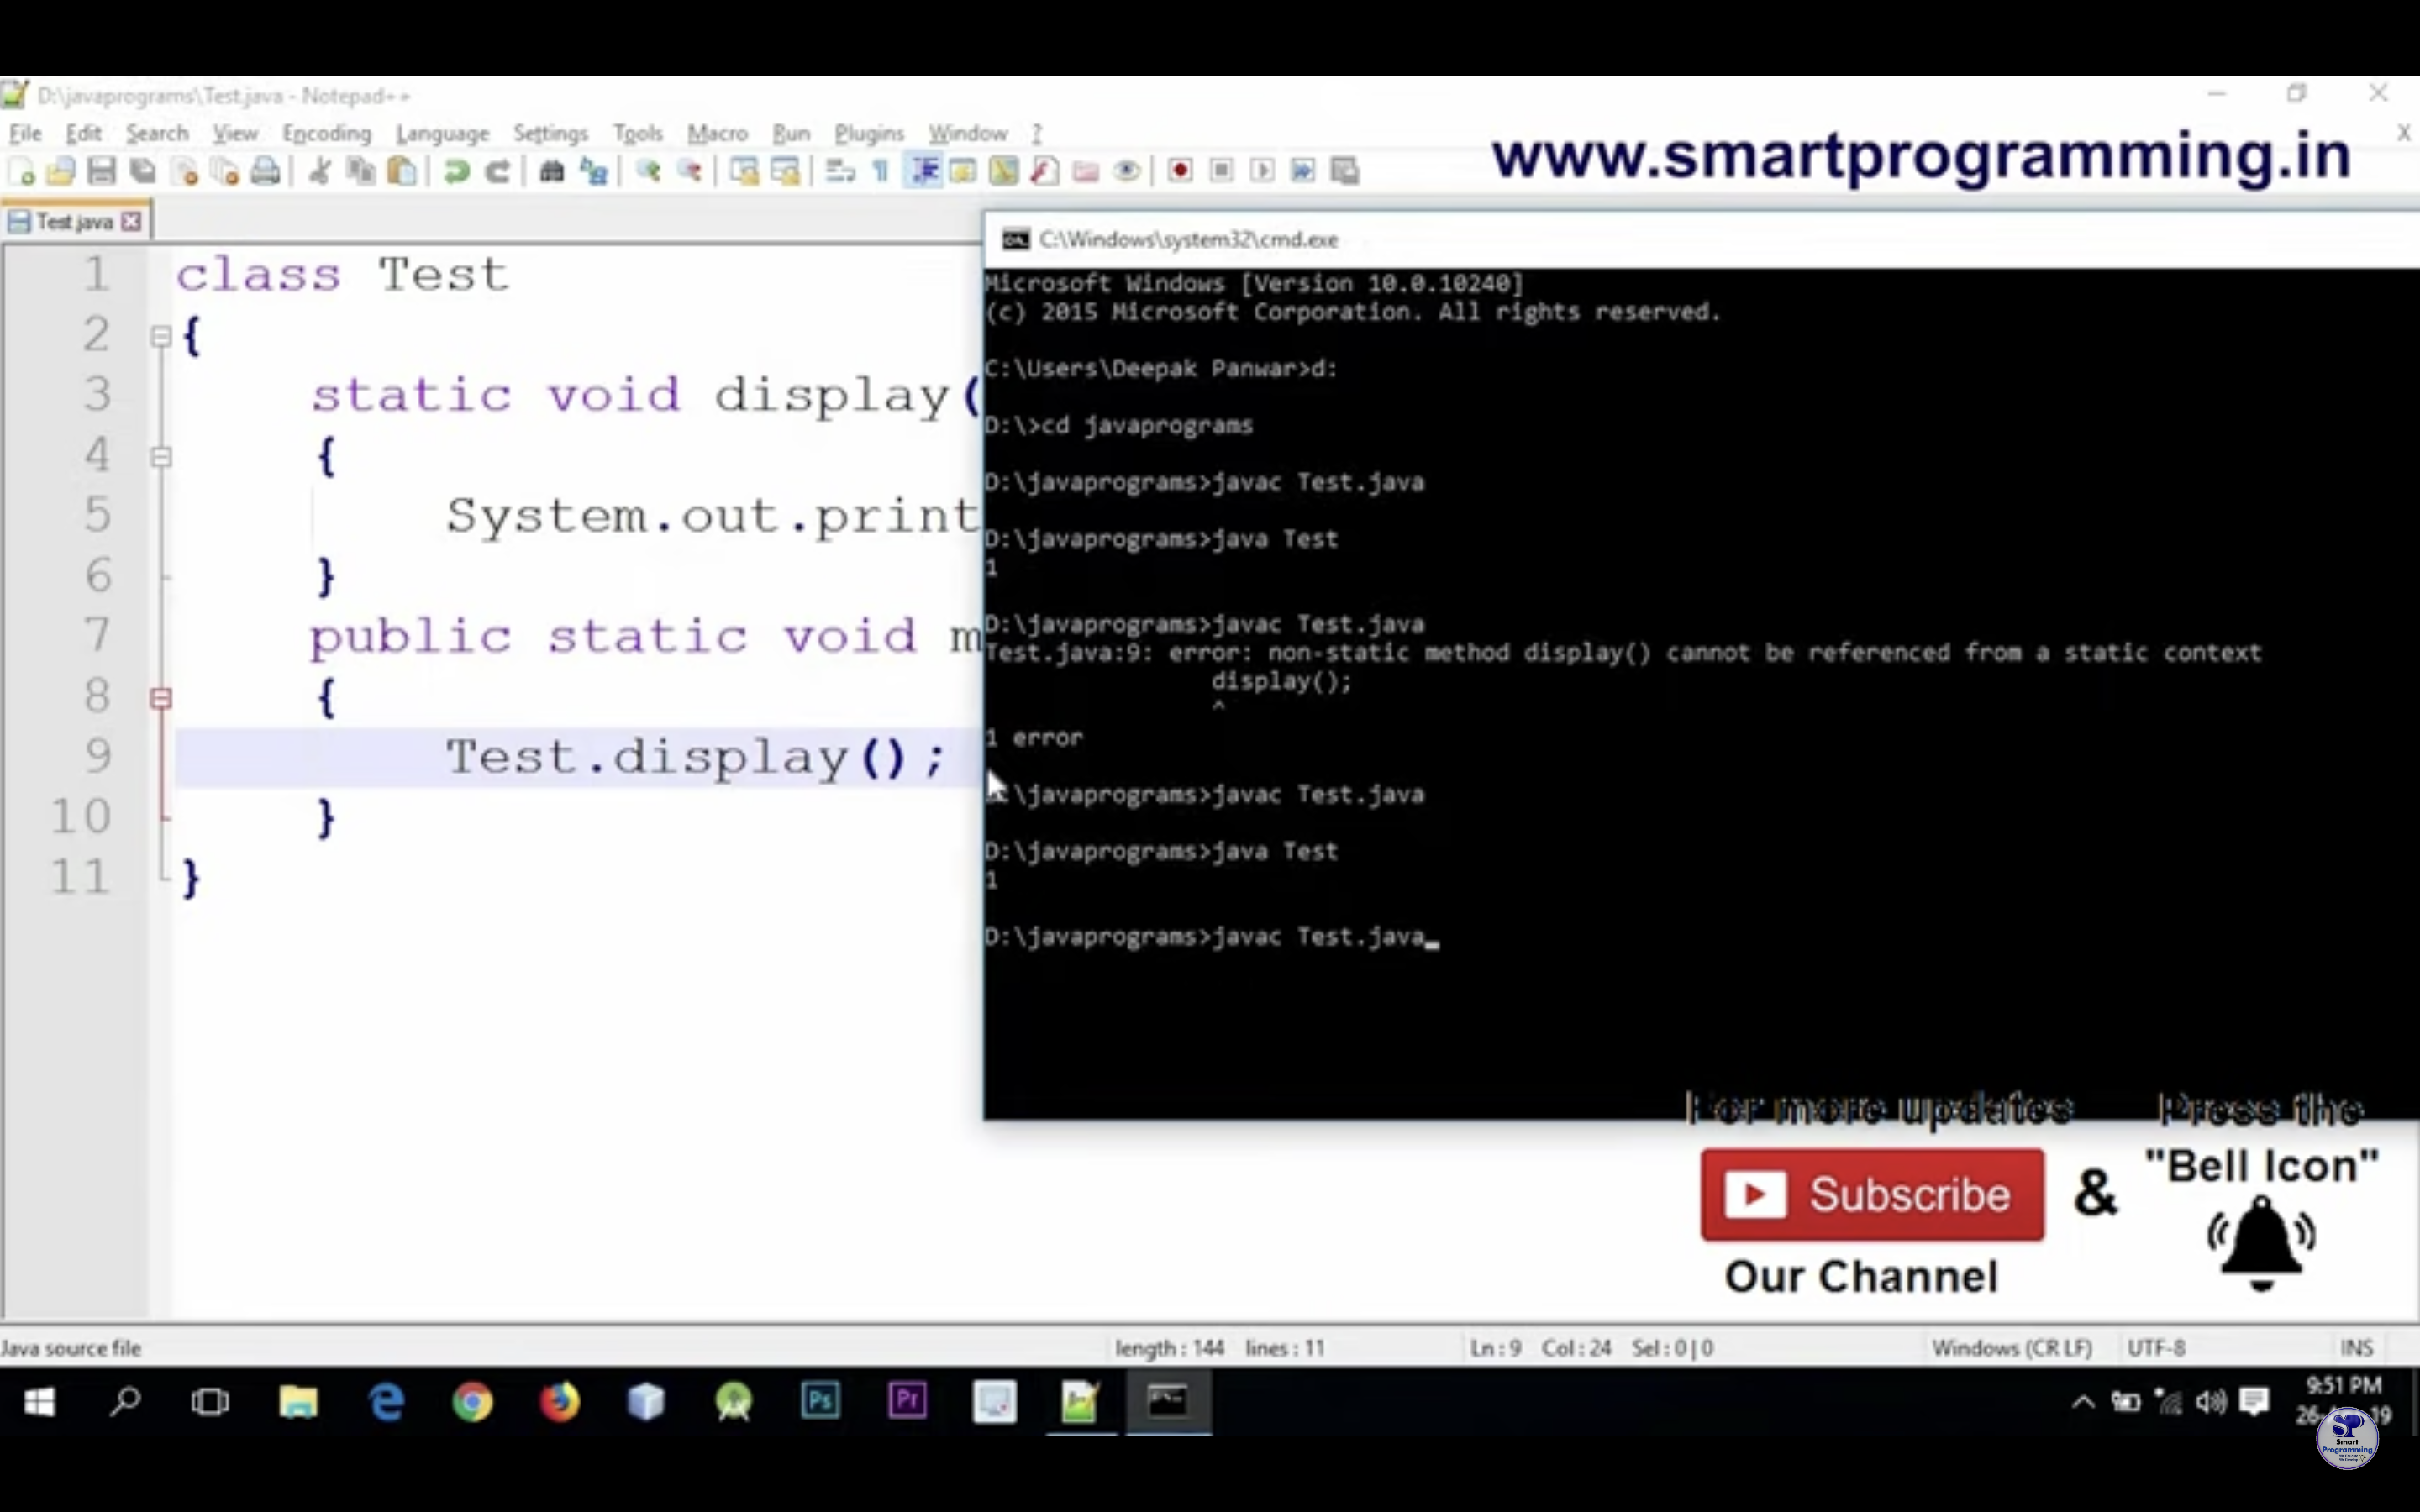 D:\javaprograms\Test.java - Notepad++
File Edit Search View Encoding Language Settings Tools Macro Run Plugins Window ?
X
www.smartprogramming.in
Test.java
1 class Test
2 {
3 static void display(
4 {
5 System.out.print
6 }
7 public static void m
8 {
9 Test.display();
10 }
11 }
C:\Windows\system32\cmd.exe
Microsoft Windows [Version 10.0.10240]
(c) 2015 Microsoft Corporation. All rights reserved.
C:\Users\Deepak Panwar>d:
D:\>cd javaprograms
D:\javaprograms>javac Test.java
D:\javaprograms>java Test
1
D:\javaprograms>javac Test.java
Test.java:9: error: non-static method display() cannot be referenced from a static context
display();
^
1 error
:\javaprograms>javac Test.java
D:\javaprograms>java Test
1
D:\javaprograms>javac Test.java
For more updates
Subscribe
Our Channel
&
Press the
"Bell Icon"
Java source file length : 144 lines : 11 Ln : 9 Col : 24 Sel : 0 | 0 Windows (CR LF) UTF-8 INS
Ps
Pr
9:51 PM
SP
Smart
Programming